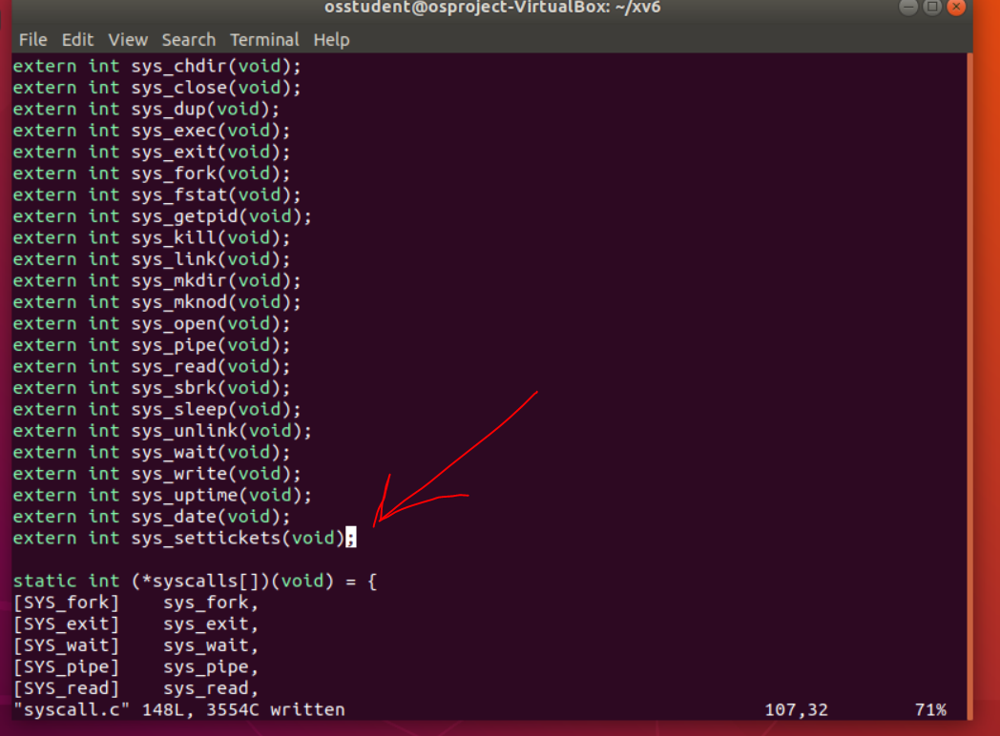 osstudent@osproject-VirtualBox: ~/xv6
File Edit View Search Terminal Help
extern int sys_chdir(void);
extern int sys_close(void);
extern int sys_dup(void);
extern int sys_exec(void);
extern int sys_exit(void);
extern int sys_fork(void);
extern int sys_fstat(void);
extern int sys_getpid(void);
extern int sys_kill(void);
extern int sys_link(void);
extern int sys_mkdir(void);
extern int sys_mknod(void);
extern int sys_open(void);
extern int sys_pipe(void);
extern int sys_read(void);
extern int sys_sbrk(void);
extern int sys_sleep(void);
extern int sys_unlink(void);
extern int sys_wait(void);
extern int sys_write(void);
extern int sys_uptime(void);
extern int sys_date(void);
extern int sys_settickets(void);
static int (*syscalls[])(void) = {
[SYS_fork]    sys_fork,
[SYS_exit]    sys_exit,
[SYS_wait]    sys_wait,
[SYS_pipe]    sys_pipe,
[SYS_read]    sys_read,
"syscall.c" 148L, 3554C written 107,32 71%